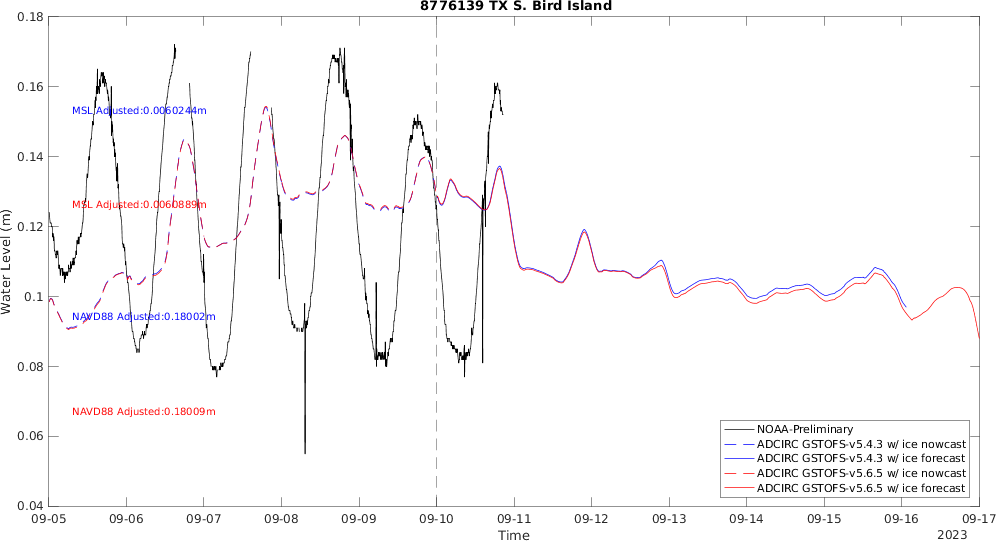 8776139 TX S. Bird Island
0.18
0.16
0.14
0.12
0.1
0.08
0.06
0.04
Water Level (m)
MSL Adjusted:0.0060244m
MSL Adjusted:0.0060889m
NAVD88 Adjusted:0.18002m
NAVD88 Adjusted:0.18009m
NOAA-Preliminary
ADCIRC GSTOFS-v5.4.3 w/ ice nowcast
ADCIRC GSTOFS-v5.4.3 w/ ice forecast
ADCIRC GSTOFS-v5.6.5 w/ ice nowcast
ADCIRC GSTOFS-v5.6.5 w/ ice forecast
09-05 09-06 09-07 09-08 09-09 09-10 09-11 09-12 09-13 09-14 09-15 09-16 09-17
Time
2023